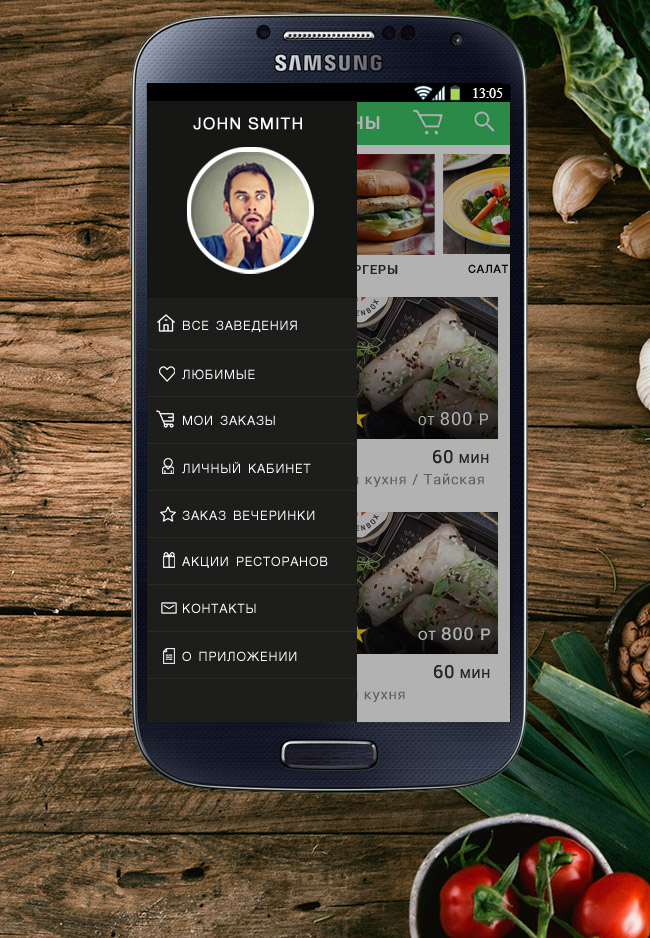 SAMSUNG
13:05
JOHN SMITH
ВСЕ ЗАВЕДЕНИЯ
ЛЮБИМЫЕ
МОИ ЗАКАЗЫ
ЛИЧНЫЙ КАБИНЕТ
ЗАКАЗ ВЕЧЕРИНКИ
АКЦИИ РЕСТОРАНОВ
КОНТАКТЫ
О ПРИЛОЖЕНИИ
НЫ
РГЕРЫ
САЛАТ
от 800 Р
60 мин
кухня / Тайская
от 800 Р
60 мин
кухня